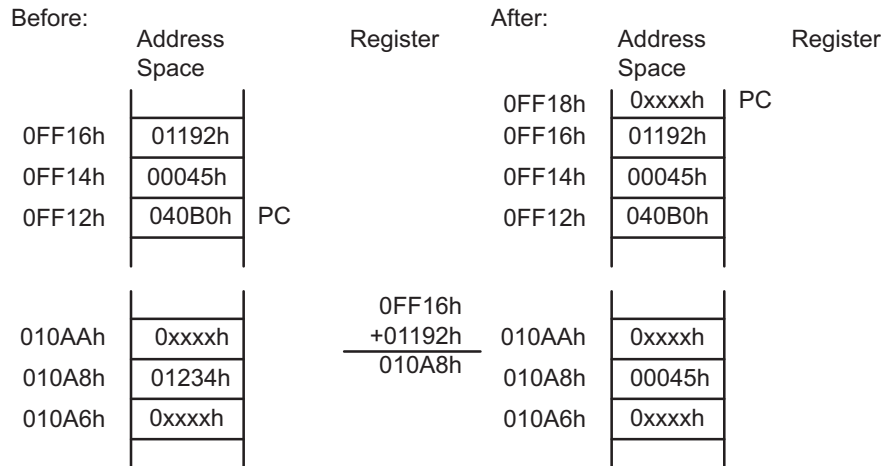 Before:
Address Space
Register
0FF16h 01192h
0FF14h 00045h
0FF12h 040B0h PC
010AAh 0xxxxh
010A8h 01234h
010A6h 0xxxxh
0FF16h
+01192h
010A8h
After:
Address Space
Register
0FF18h 0xxxxh PC
0FF16h 01192h
0FF14h 00045h
0FF12h 040B0h
010AAh 0xxxxh
010A8h 00045h
010A6h 0xxxxh